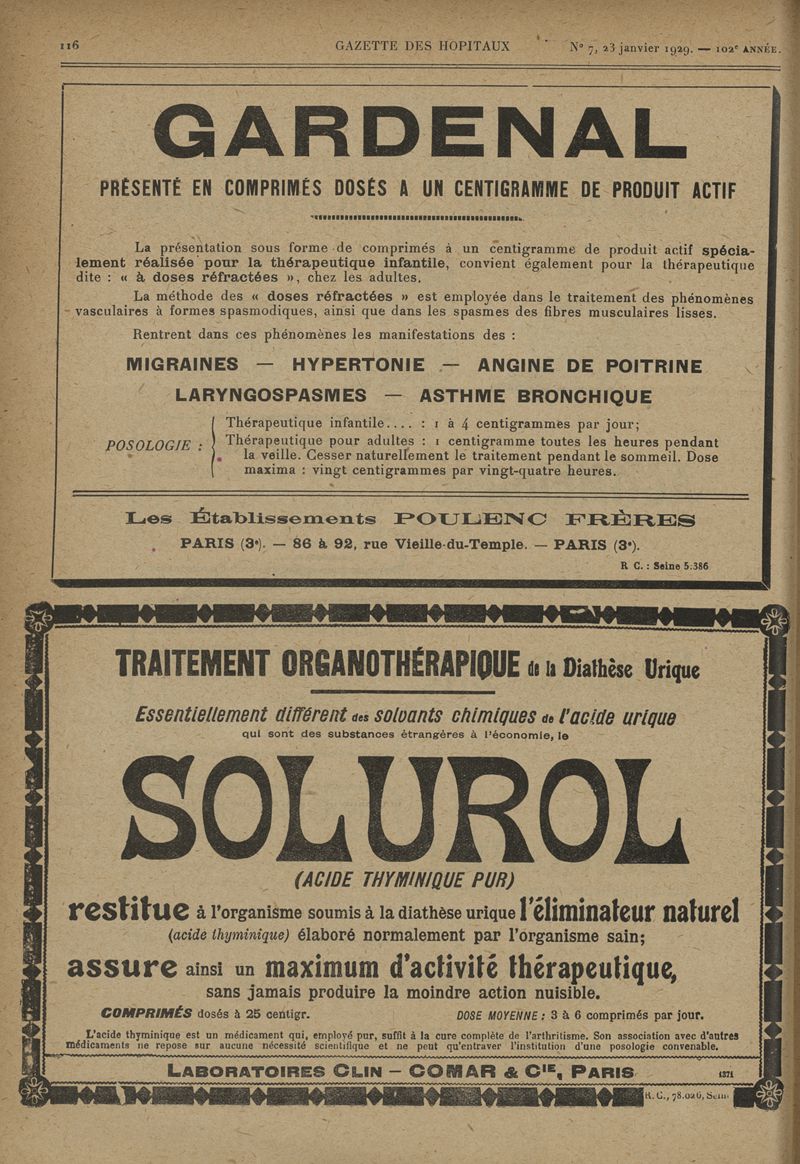 116
GAZETTE DES HOPITAUX
N° 7, 23 janvier 1929. — 102e ANNÉE.
GARDENAL
PRÉSENTÉ EN COMPRIMÉS DOSÉS A UN CENTIGRAMME DE PRODUIT ACTIF
La présentation sous forme de comprimés à un centigramme de produit actif spécia-
lement réalisée pour la thérapeutique infantile, convient également pour la thérapeutique
dite : « à doses réfractées », chez les adultes.
La méthode des « doses réfractées » est employée dans le traitement des phénomènes
vasculaires à formes spasmodiques, ainsi que dans les spasmes des fibres musculaires lisses.
Rentrent dans ces phénomènes les manifestations des :
MIGRAINES — HYPERTONIE — ANGINE DE POITRINE
LARYNGOSPASMES — ASTHME BRONCHIQUE
POSOLOGIE :
Thérapeutique infantile.... : 1 à 4 centigrammes par jour;
Thérapeutique pour adultes : 1 centigramme toutes les heures pendant
la veille. Cesser naturellement le traitement pendant le sommeil. Dose
maxima : vingt centigrammes par vingt-quatre heures.
Les Établissements POULENC FRÈRES
PARIS (3e). — 86 à 92, rue Vieille-du-Temple. — PARIS (3e).
R C. : Seine 5.386
TRAITEMENT ORGANOTHÉRAPIQUE de la Diathèse Urique
Essentiellement différent des solvants chimiques de l'acide urique
qui sont des substances étrangères à l'économie, le
SOLUROL
(ACIDE THYMINIQUE PUR)
restitue à l'organisme soumis à la diathèse urique l'éliminateur naturel
(acide thyminique) élaboré normalement par l'organisme sain;
assure ainsi un maximum d'activité thérapeutique,
sans jamais produire la moindre action nuisible.
COMPRIMÉS dosés à 25 centigr.
DOSE MOYENNE : 3 à 6 comprimés par jour.
L'acide thyminique est un médicament qui, employé pur, suffit à la cure complète de l'arthritisme. Son association avec d'autres
médicaments ne repose sur aucune nécessité scientifique et ne peut qu'entraver l'institution d'une posologie convenable.
LABORATOIRES CLIN — COMAR & CIE, PARIS
1371
R. C., 78.026, Seine